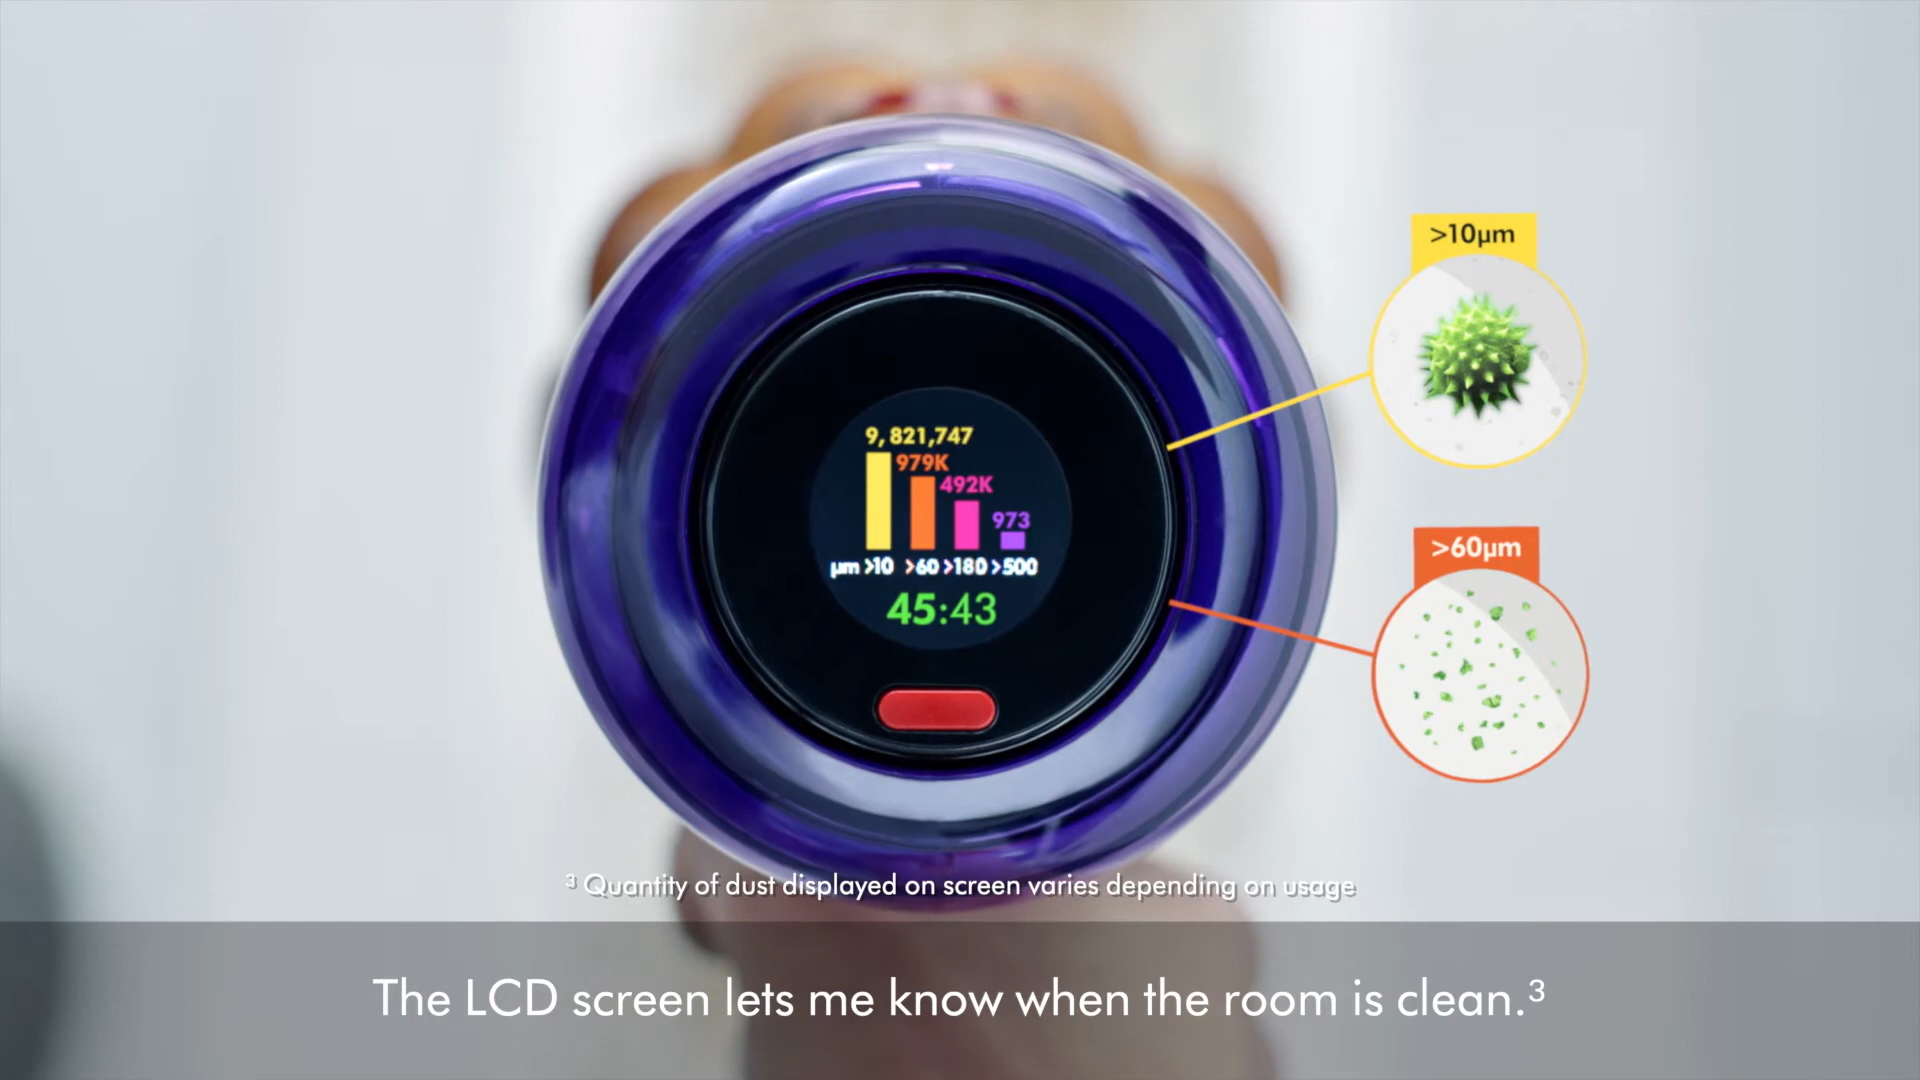 >10µm
9, 821,747
979K
492K
973
µm >10 >60 >180 >500
45:43
>60µm
³ Quantity of dust displayed on screen varies depending on usage
The LCD screen lets me know when the room is clean.³